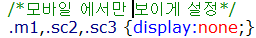 /*모바일 에서만 보이게 설정*/
.m1,.sc2,.sc3 {display:none;}